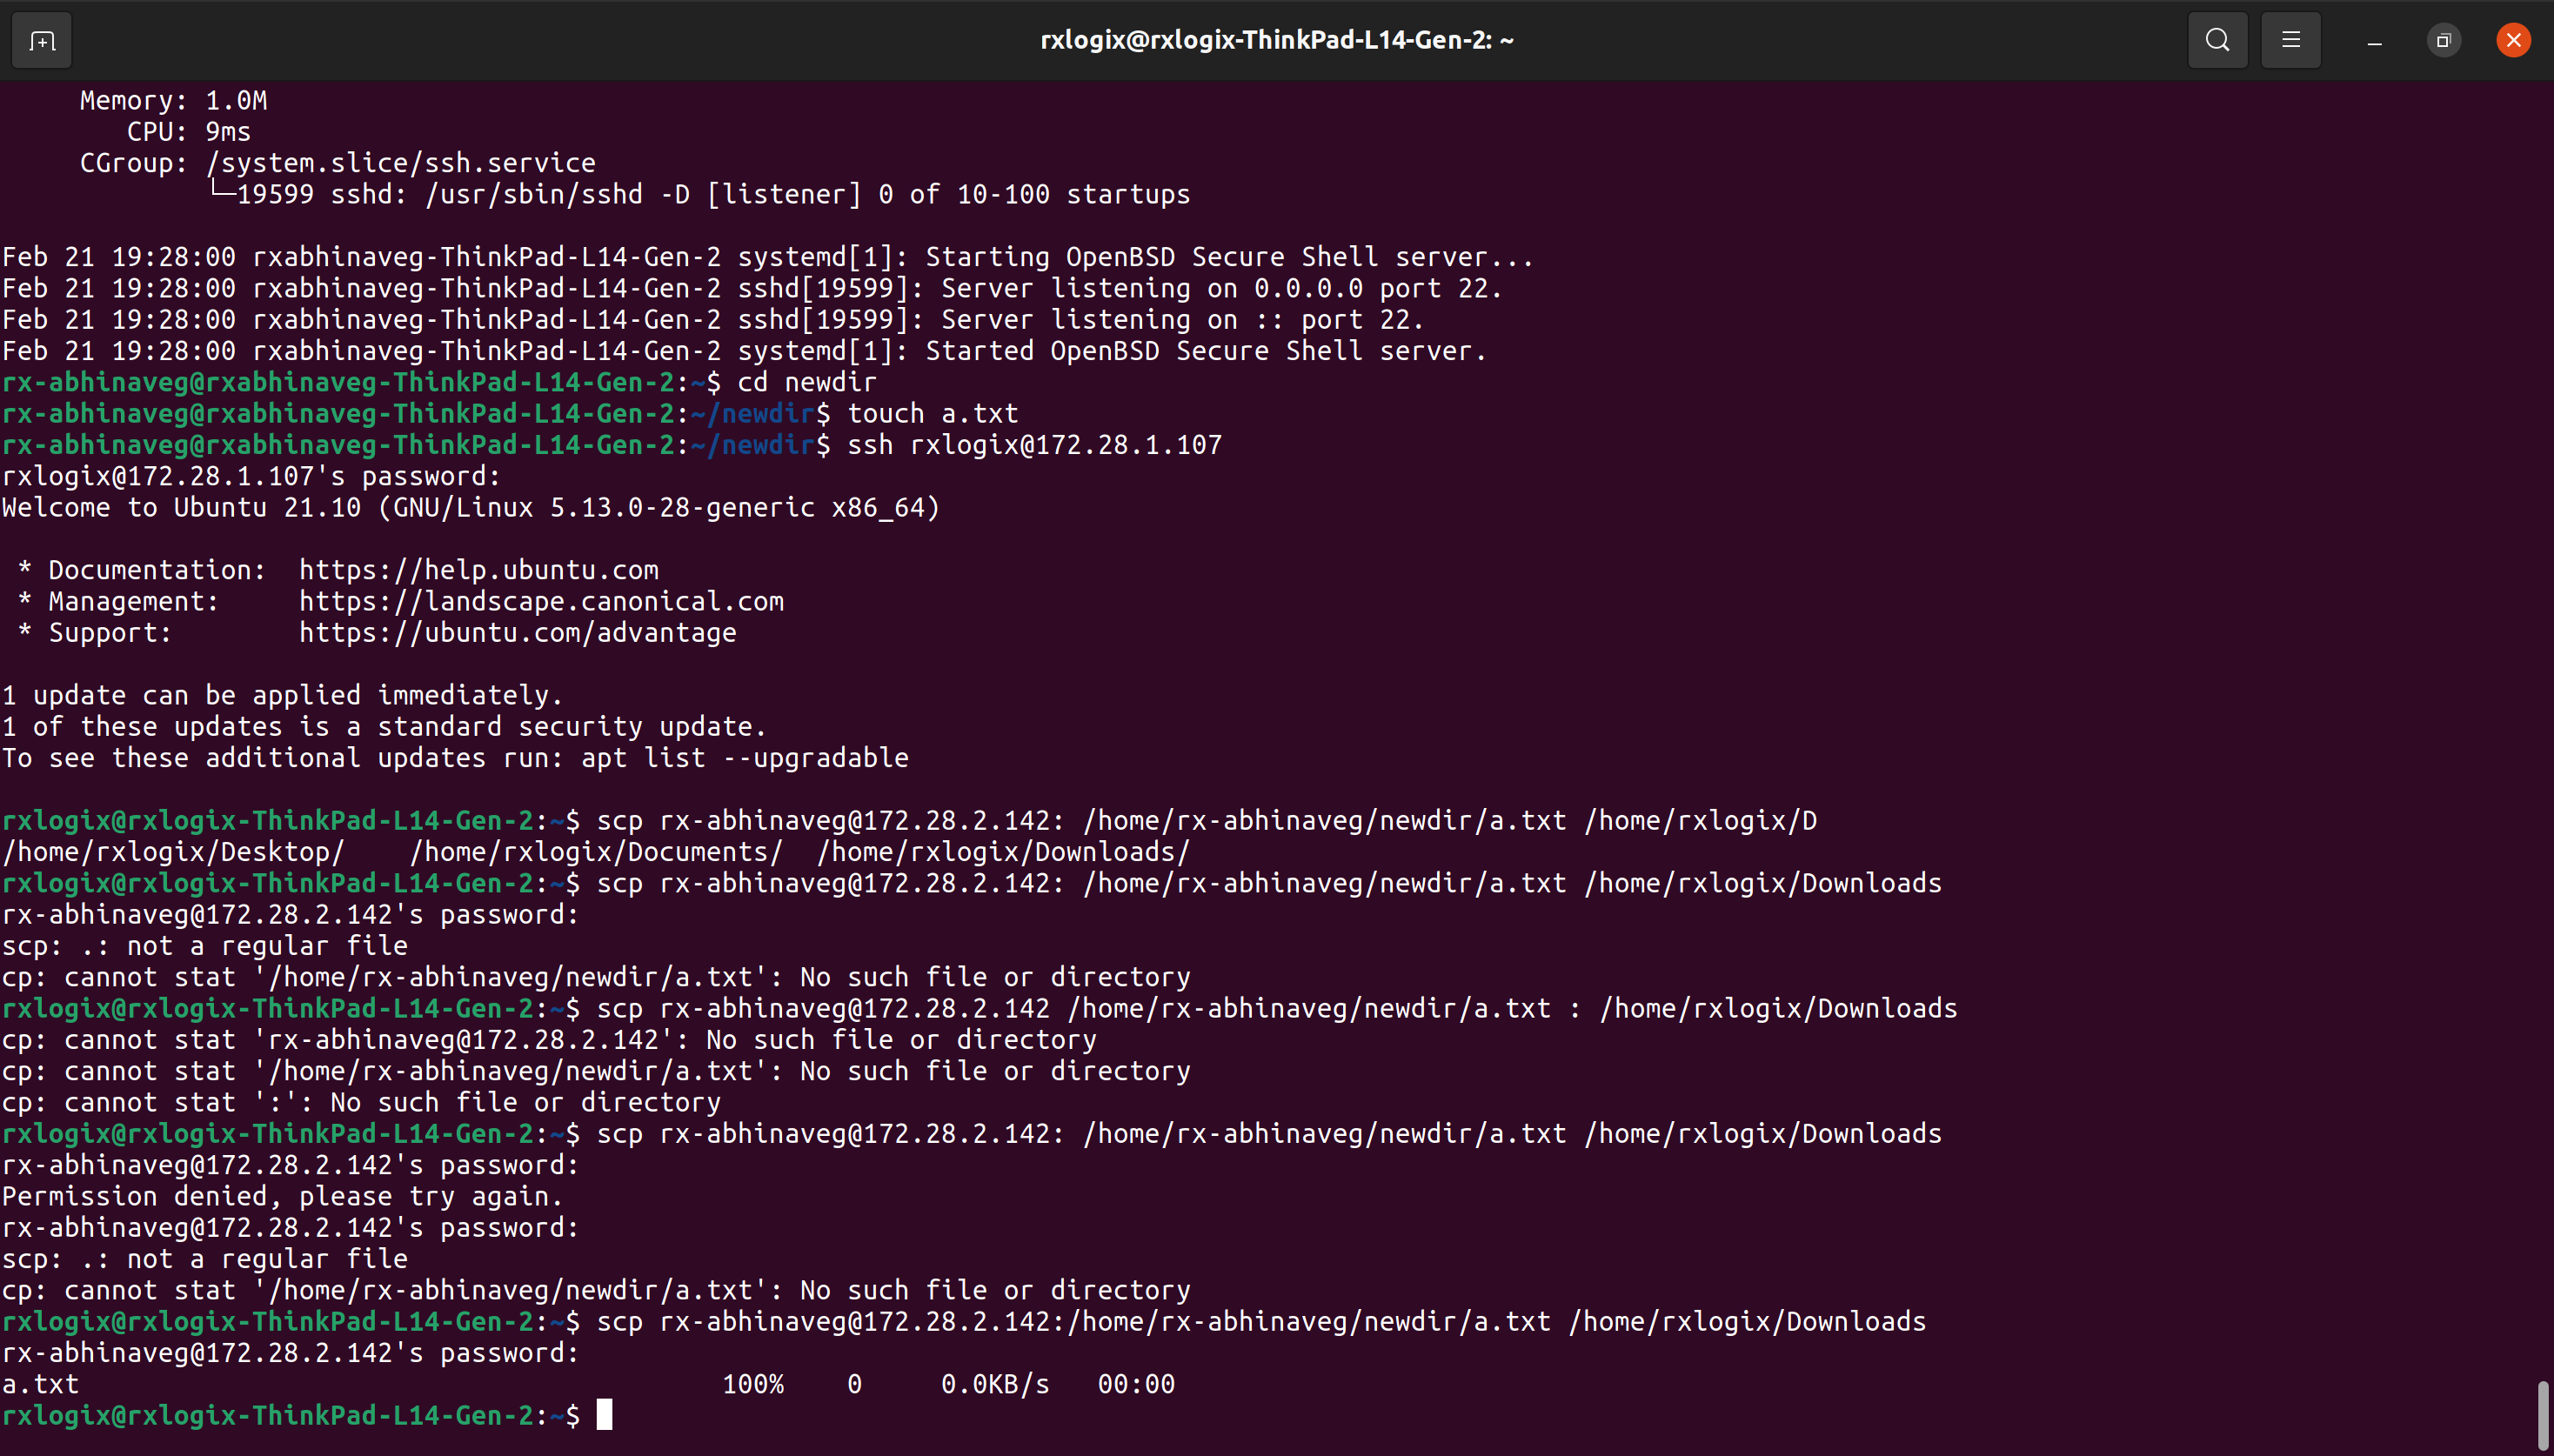 rxlogix@rxlogix-ThinkPad-L14-Gen-2: ~
Memory: 1.0M
CPU: 9ms
CGroup: /system.slice/ssh.service
└─19599 sshd: /usr/sbin/sshd -D [listener] 0 of 10-100 startups
Feb 21 19:28:00 rxabhinaveg-ThinkPad-L14-Gen-2 systemd[1]: Starting OpenBSD Secure Shell server...
Feb 21 19:28:00 rxabhinaveg-ThinkPad-L14-Gen-2 sshd[19599]: Server listening on 0.0.0.0 port 22.
Feb 21 19:28:00 rxabhinaveg-ThinkPad-L14-Gen-2 sshd[19599]: Server listening on :: port 22.
Feb 21 19:28:00 rxabhinaveg-ThinkPad-L14-Gen-2 systemd[1]: Started OpenBSD Secure Shell server.
rx-abhinaveg@rxabhinaveg-ThinkPad-L14-Gen-2:~$ cd newdir
rx-abhinaveg@rxabhinaveg-ThinkPad-L14-Gen-2:~/newdir$ touch a.txt
rx-abhinaveg@rxabhinaveg-ThinkPad-L14-Gen-2:~/newdir$ ssh rxlogix@172.28.1.107
rxlogix@172.28.1.107's password:
Welcome to Ubuntu 21.10 (GNU/Linux 5.13.0-28-generic x86_64)
* Documentation:  https://help.ubuntu.com
* Management:     https://landscape.canonical.com
* Support:        https://ubuntu.com/advantage
1 update can be applied immediately.
1 of these updates is a standard security update.
To see these additional updates run: apt list --upgradable
rxlogix@rxlogix-ThinkPad-L14-Gen-2:~$ scp rx-abhinaveg@172.28.2.142: /home/rx-abhinaveg/newdir/a.txt /home/rxlogix/D
/home/rxlogix/Desktop/    /home/rxlogix/Documents/  /home/rxlogix/Downloads/
rxlogix@rxlogix-ThinkPad-L14-Gen-2:~$ scp rx-abhinaveg@172.28.2.142: /home/rx-abhinaveg/newdir/a.txt /home/rxlogix/Downloads
rx-abhinaveg@172.28.2.142's password:
scp: .: not a regular file
cp: cannot stat '/home/rx-abhinaveg/newdir/a.txt': No such file or directory
rxlogix@rxlogix-ThinkPad-L14-Gen-2:~$ scp rx-abhinaveg@172.28.2.142 /home/rx-abhinaveg/newdir/a.txt : /home/rxlogix/Downloads
cp: cannot stat 'rx-abhinaveg@172.28.2.142': No such file or directory
cp: cannot stat '/home/rx-abhinaveg/newdir/a.txt': No such file or directory
cp: cannot stat ':': No such file or directory
rxlogix@rxlogix-ThinkPad-L14-Gen-2:~$ scp rx-abhinaveg@172.28.2.142: /home/rx-abhinaveg/newdir/a.txt /home/rxlogix/Downloads
rx-abhinaveg@172.28.2.142's password:
Permission denied, please try again.
rx-abhinaveg@172.28.2.142's password:
scp: .: not a regular file
cp: cannot stat '/home/rx-abhinaveg/newdir/a.txt': No such file or directory
rxlogix@rxlogix-ThinkPad-L14-Gen-2:~$ scp rx-abhinaveg@172.28.2.142:/home/rx-abhinaveg/newdir/a.txt /home/rxlogix/Downloads
rx-abhinaveg@172.28.2.142's password:
a.txt                                         100%    0     0.0KB/s   00:00
rxlogix@rxlogix-ThinkPad-L14-Gen-2:~$